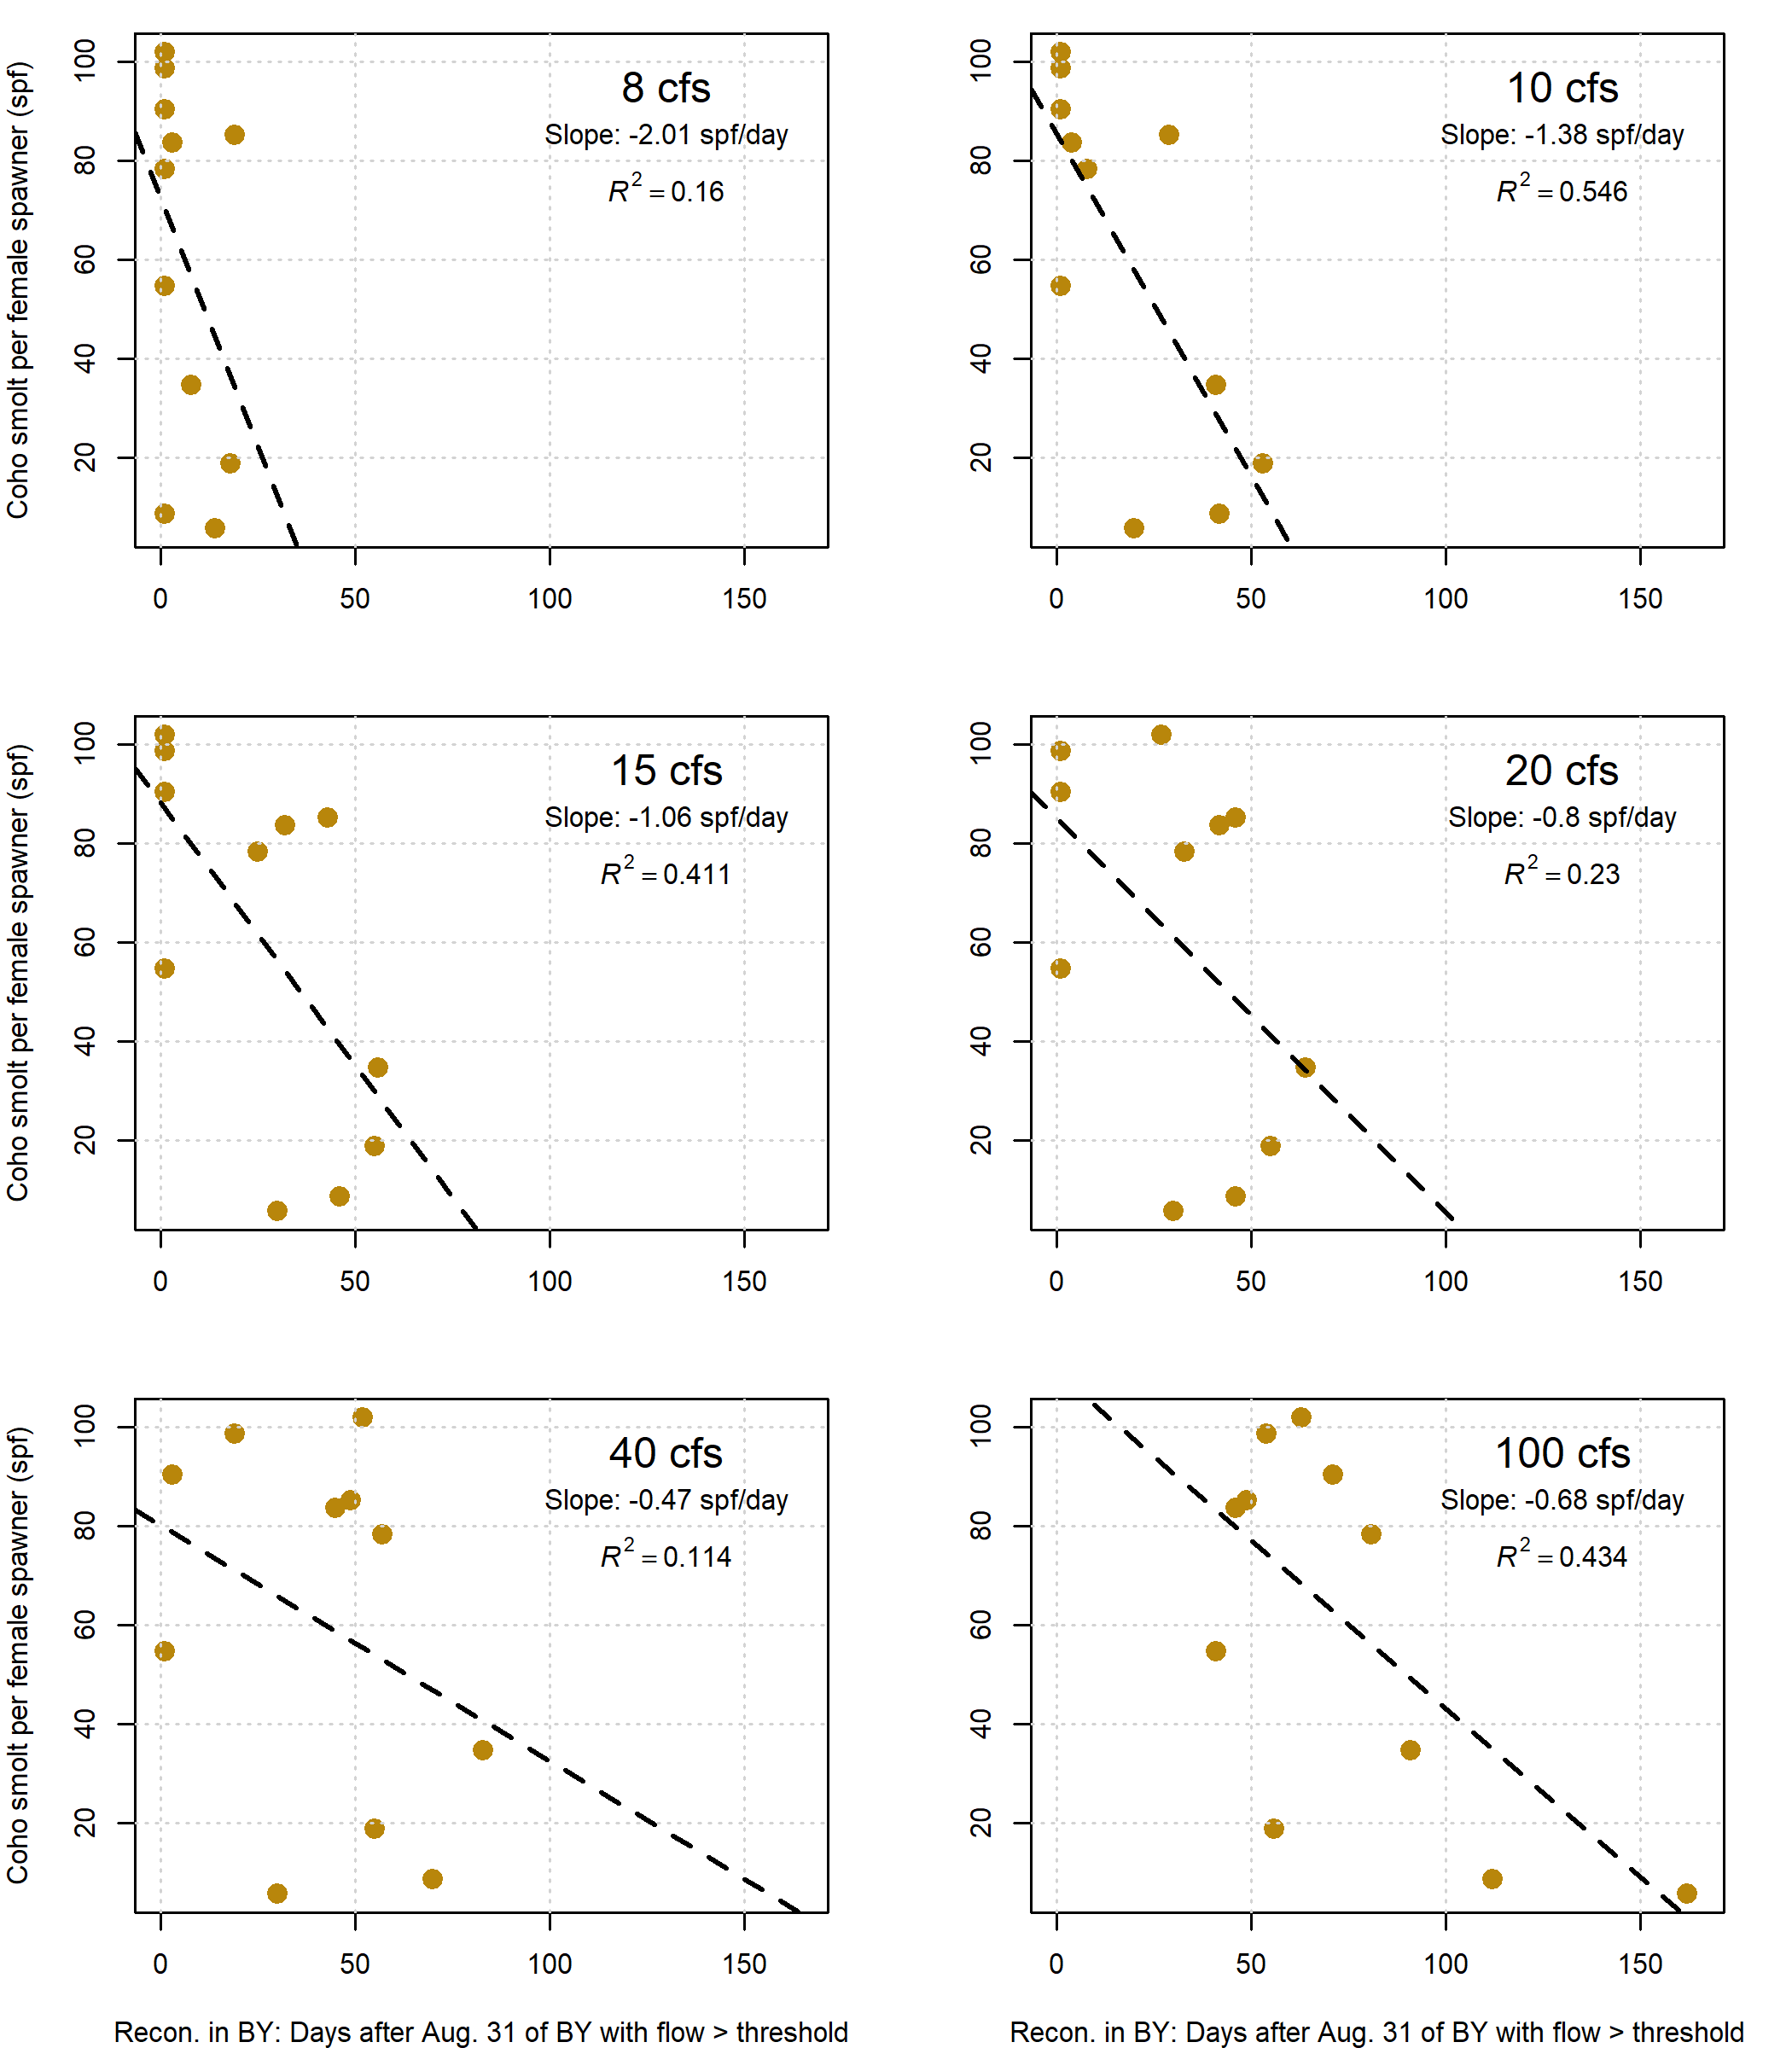 Coho smolt per female spawner (spf)
100
80
60
40
20
8 cfs
Slope: -2.01 spf/day
R² = 0.16
0 50 100 150
100
80
60
40
20
10 cfs
Slope: -1.38 spf/day
R² = 0.546
0 50 100 150
Coho smolt per female spawner (spf)
100
80
60
40
20
15 cfs
Slope: -1.06 spf/day
R² = 0.411
0 50 100 150
100
80
60
40
20
20 cfs
Slope: -0.8 spf/day
R² = 0.23
0 50 100 150
Coho smolt per female spawner (spf)
100
80
60
40
20
40 cfs
Slope: -0.47 spf/day
R² = 0.114
0 50 100 150
Recon. in BY: Days after Aug. 31 of BY with flow > threshold
100
80
60
40
20
100 cfs
Slope: -0.68 spf/day
R² = 0.434
0 50 100 150
Recon. in BY: Days after Aug. 31 of BY with flow > threshold